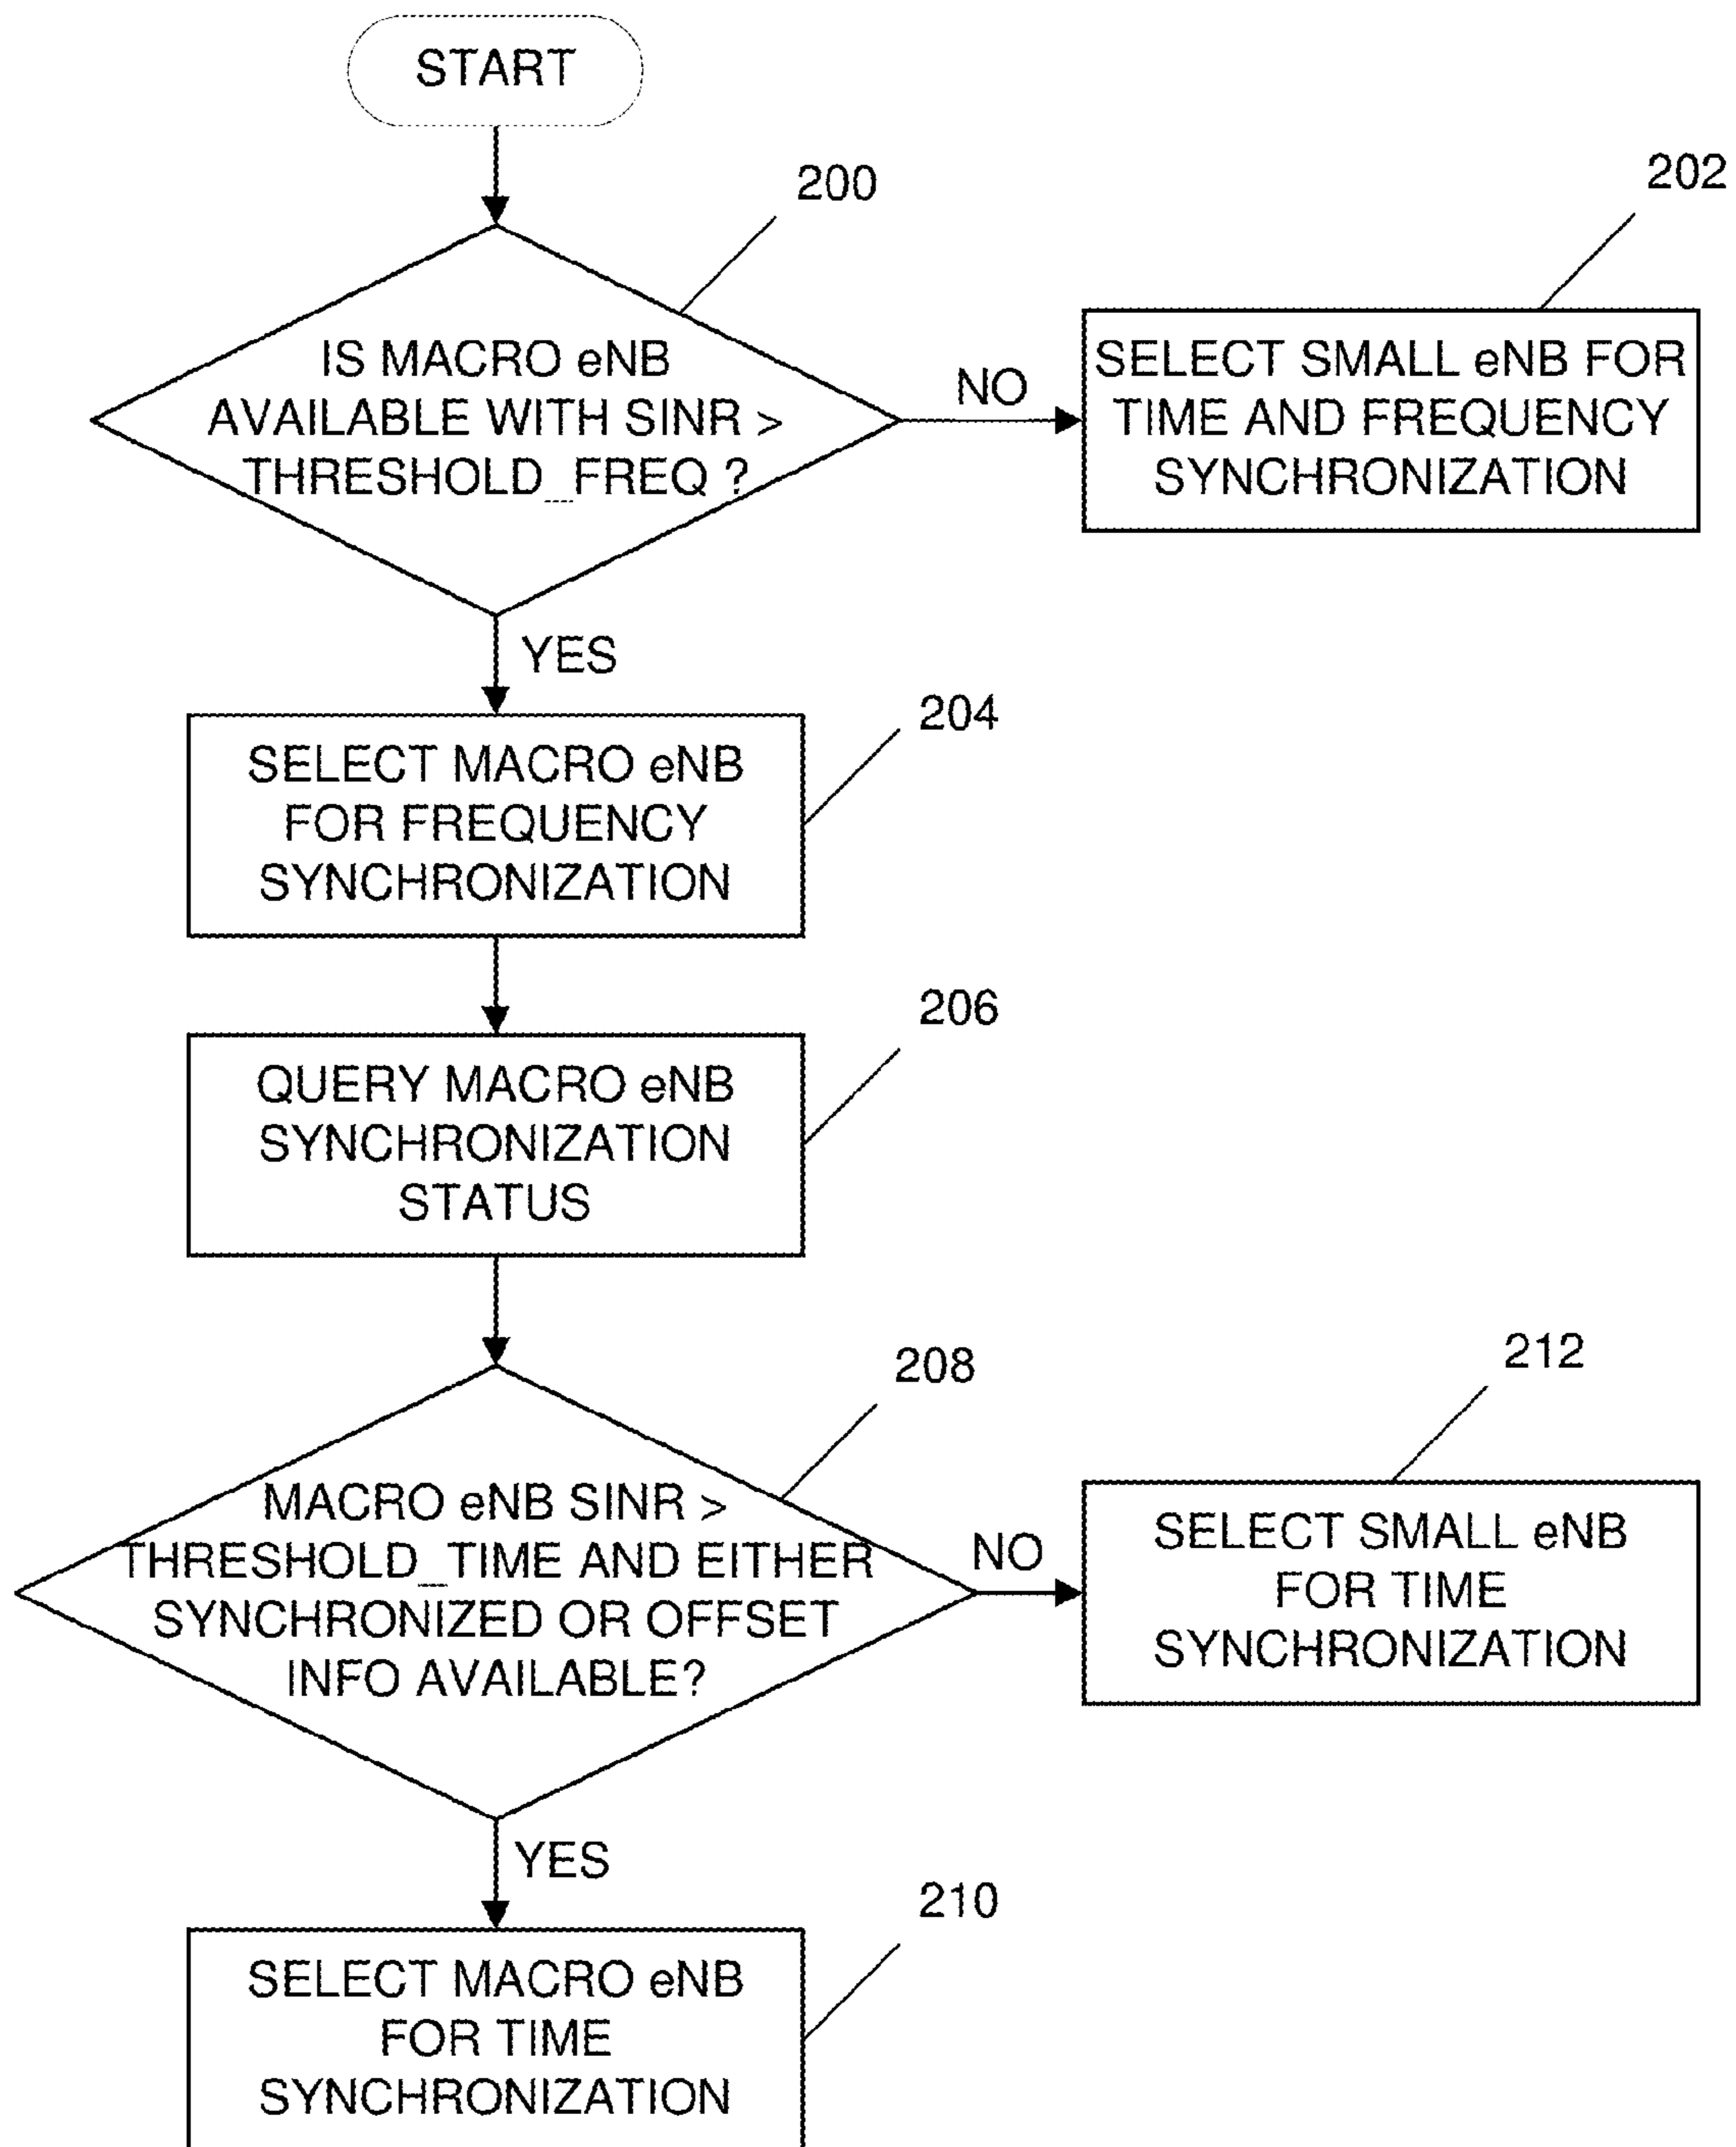 START
200
202
IS MACRO eNB
AVAILABLE WITH SINR >
THRESHOLD_FREQ ?
NO
SELECT SMALL eNB FOR
TIME AND FREQUENCY
SYNCHRONIZATION
YES
204
SELECT MACRO eNB
FOR FREQUENCY
SYNCHRONIZATION
206
QUERY MACRO eNB
SYNCHRONIZATION
STATUS
208
212
MACRO eNB SINR >
THRESHOLD_TIME AND EITHER
SYNCHRONIZED OR OFFSET
INFO AVAILABLE?
NO
SELECT SMALL eNB
FOR TIME
SYNCHRONIZATION
YES
210
SELECT MACRO eNB
FOR TIME
SYNCHRONIZATION